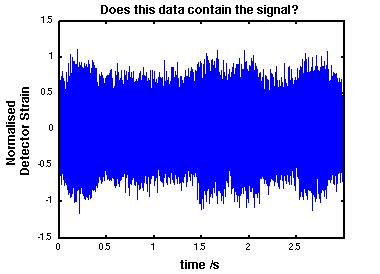 Does this data contain the signal?
1.5
1
0.5
0
-0.5
-1
-1.5
Normalised
Detector Strain
0 0.5 1 1.5 2 2.5
time /s